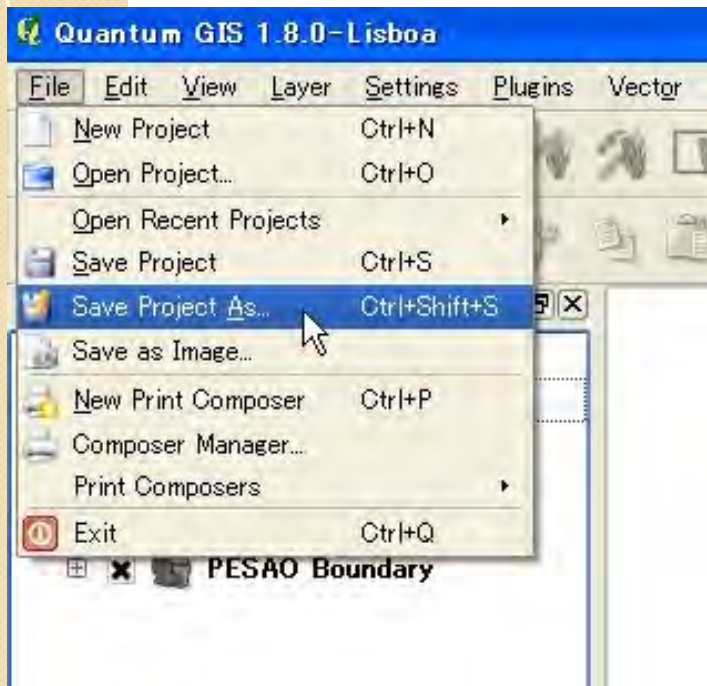 Quantum GIS 1.8.0-Lisboa
File Edit View Layer Settings Plugins Vector
New Project Ctrl+N
Open Project... Ctrl+O
Open Recent Projects
Save Project Ctrl+S
Save Project As... Ctrl+Shift+S
Save as Image...
New Print Composer Ctrl+P
Composer Manager...
Print Composers
Exit Ctrl+Q
PESAO Boundary